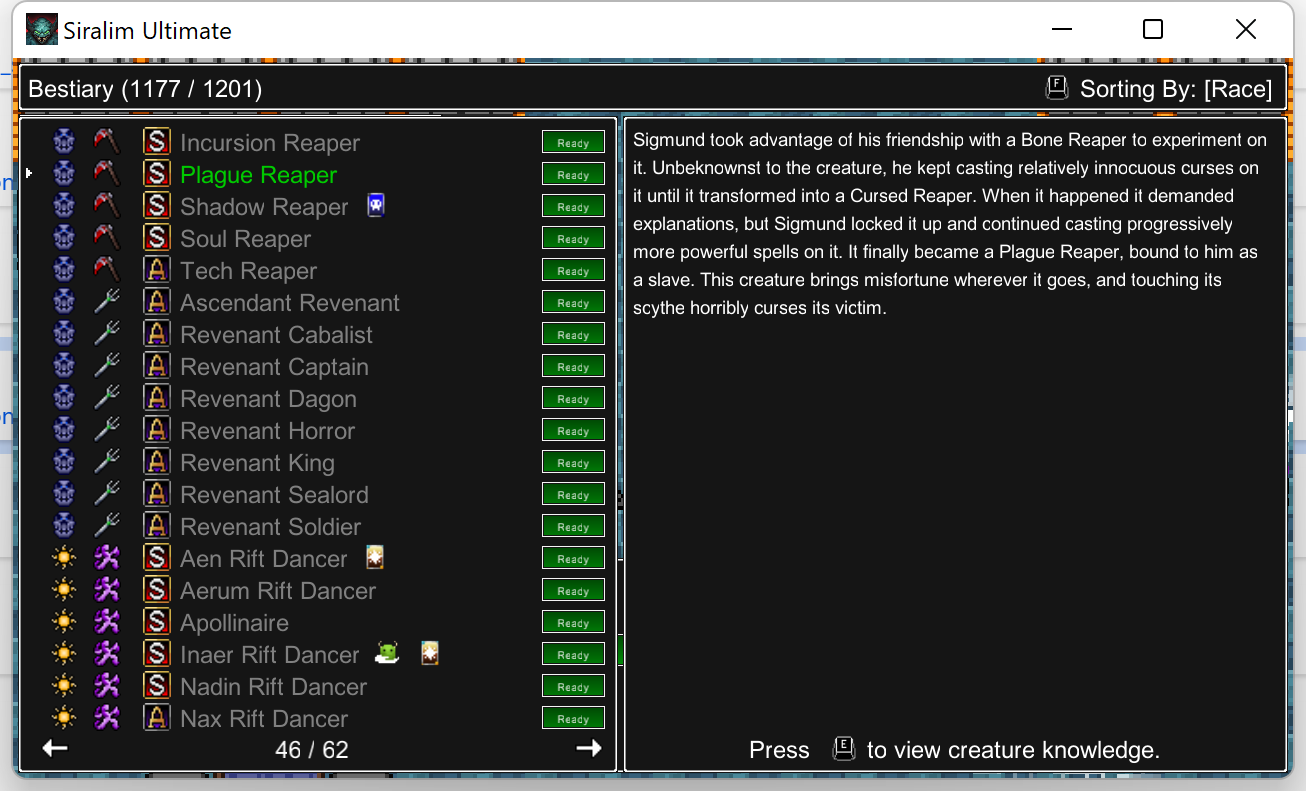 Siralim Ultimate
Bestiary (1177 / 1201)
F Sorting By: [Race]
S Incursion Reaper Ready
S Plague Reaper Ready
S Shadow Reaper Ready
S Soul Reaper Ready
A Tech Reaper Ready
A Ascendant Revenant Ready
A Revenant Cabalist Ready
A Revenant Captain Ready
A Revenant Dagon Ready
A Revenant Horror Ready
A Revenant King Ready
A Revenant Sealord Ready
A Revenant Soldier Ready
S Aen Rift Dancer Ready
S Aerum Rift Dancer Ready
S Apollinaire Ready
S Inaer Rift Dancer Ready
S Nadin Rift Dancer Ready
A Nax Rift Dancer Ready
46 / 62
Sigmund took advantage of his friendship with a Bone Reaper to experiment on
it. Unbeknownst to the creature, he kept casting relatively innocuous curses on
it until it transformed into a Cursed Reaper. When it happened it demanded
explanations, but Sigmund locked it up and continued casting progressively
more powerful spells on it. It finally became a Plague Reaper, bound to him as
a slave. This creature brings misfortune wherever it goes, and touching its
scythe horribly curses its victim.
Press E to view creature knowledge.